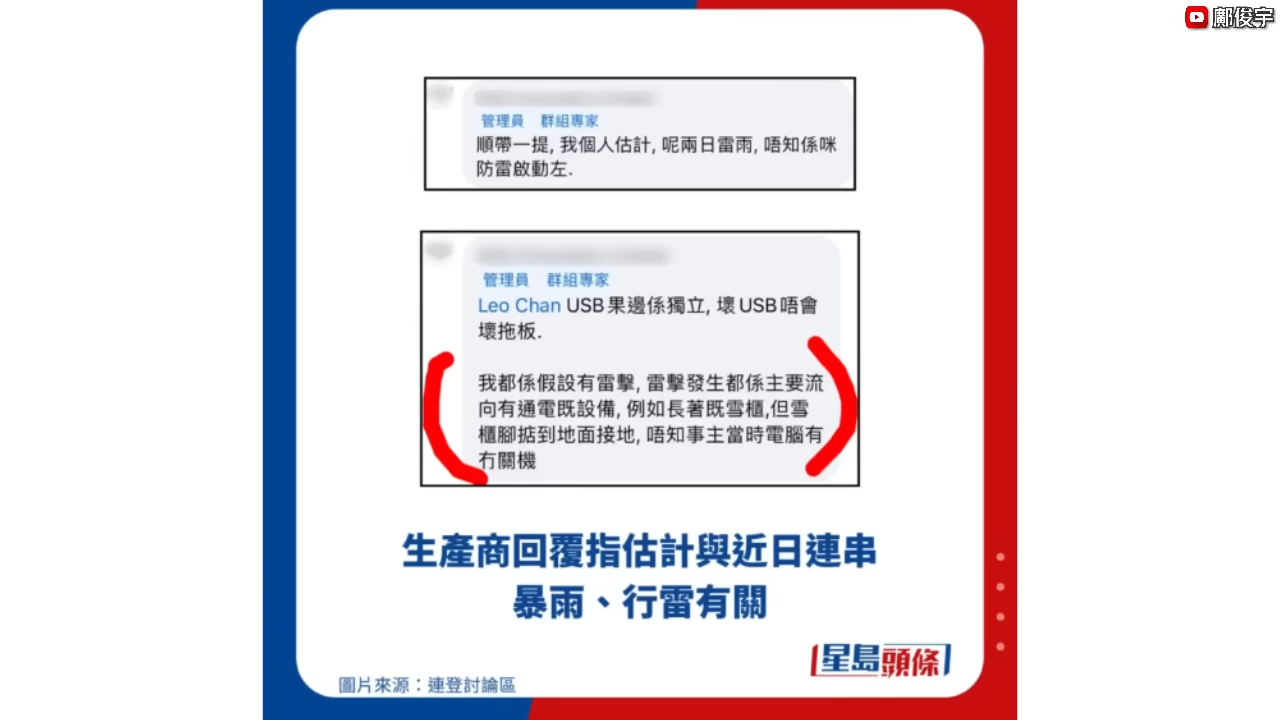 鄺俊宇
管理員 群組專家
順帶一提, 我個人估計, 呢兩日雷雨, 唔知係咪
防雷啟動左.
管理員 群組專家
Leo Chan USB果邊係獨立, 壞USB唔會
壞拖板.
我都係假設有雷擊, 雷擊發生都係主要流
向有通電既設備, 例如長著既雪櫃,但雪
櫃腳掂到地面接地, 唔知事主當時電腦有
冇關機
生產商回覆指估計與近日連串
暴雨、行雷有關
星島頭條
圖片來源：連登討論區